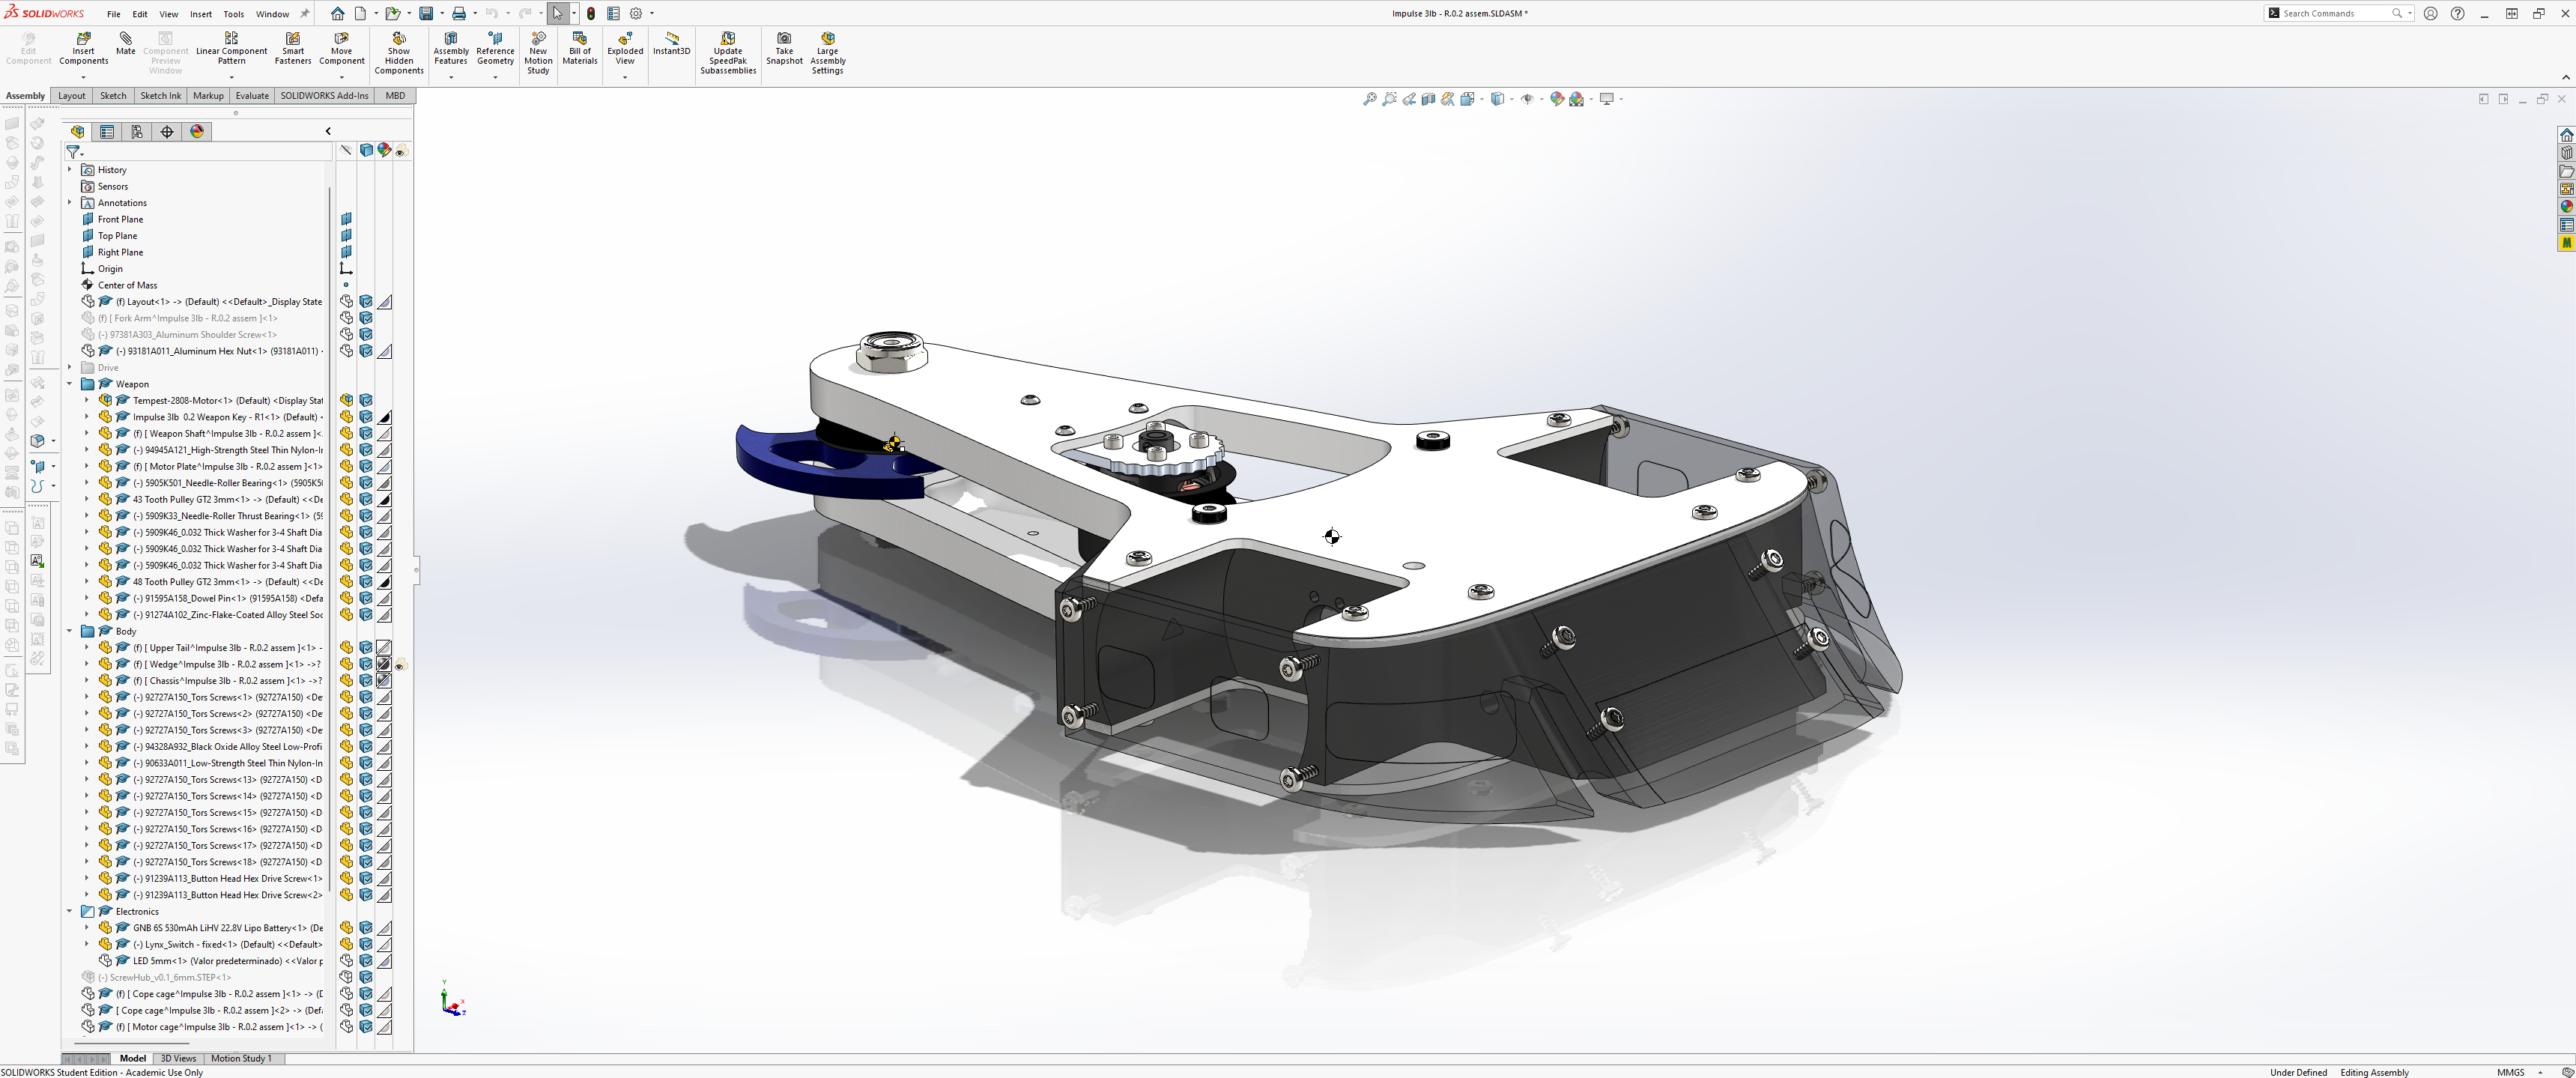 SOLIDWORKS File Edit View Insert Tools Window
Impulse 3lb - R.0.2 assem.SLDASM *
Search Commands
Edit Component
Insert Components
Mate
Component Preview Window
Linear Component Pattern
Smart Fasteners
Move Component
Show Hidden Components
Assembly Features
Reference Geometry
New Motion Study
Bill of Materials
Exploded View
Instant3D
Update SpeedPak Subassemblies
Take Snapshot
Large Assembly Settings
Assembly Layout Sketch Sketch Ink Markup Evaluate SOLIDWORKS Add-Ins MBD
History
Sensors
Annotations
Front Plane
Top Plane
Right Plane
Origin
Center of Mass
(f) Layout<1> -> (Default) <<Default>_Display State
(f) [ Fork Arm^Impulse 3lb - R.0.2 assem ]<1>
(-) 97381A303_Aluminum Shoulder Screw<1>
(-) 93181A011_Aluminum Hex Nut<1> (93181A011)
Drive
Weapon
Tempest-2808-Motor<1> (Default) <Display Stat
Impulse 3lb 0.2 Weapon Key - R1<1> (Default) <
(f) [ Weapon Shaft^Impulse 3lb - R.0.2 assem ]<
(-) 94945A121_High-Strength Steel Thin Nylon-I
(f) [ Motor Plate^Impulse 3lb - R.0.2 assem ]<1>
(-) 5905K501_Needle-Roller Bearing<1> (5905K5
43 Tooth Pulley GT2 3mm<1> -> (Default) <<De
(-) 5909K33_Needle-Roller Thrust Bearing<1> (59
(-) 5909K46_0.032 Thick Washer for 3-4 Shaft Dia
(-) 5909K46_0.032 Thick Washer for 3-4 Shaft Dia
(-) 5909K46_0.032 Thick Washer for 3-4 Shaft Dia
48 Tooth Pulley GT2 3mm<1> -> (Default) <<De
(-) 91595A158_Dowel Pin<1> (91595A158) <Defa
(-) 91274A102_Zinc-Flake-Coated Alloy Steel Soc
Body
(f) [ Upper Tail^Impulse 3lb - R.0.2 assem ]<1> -
(f) [ Wedge^Impulse 3lb - R.0.2 assem ]<1> ->?
(f) [ Chassis^Impulse 3lb - R.0.2 assem ]<1> ->?
(-) 92727A150_Tors Screws<1> (92727A150) <De
(-) 92727A150_Tors Screws<2> (92727A150) <De
(-) 92727A150_Tors Screws<3> (92727A150) <De
(-) 94328A932_Black Oxide Alloy Steel Low-Profi
(-) 90633A011_Low-Strength Steel Thin Nylon-In
(-) 92727A150_Tors Screws<13> (92727A150) <D
(-) 92727A150_Tors Screws<14> (92727A150) <D
(-) 92727A150_Tors Screws<15> (92727A150) <D
(-) 92727A150_Tors Screws<16> (92727A150) <D
(-) 92727A150_Tors Screws<17> (92727A150) <D
(-) 92727A150_Tors Screws<18> (92727A150) <D
(-) 91239A113_Button Head Hex Drive Screw<1>
(-) 91239A113_Button Head Hex Drive Screw<2>
Electronics
GNB 6S 530mAh LiHV 22.8V Lipo Battery<1> (De
(-) Lynx_Switch - fixed<1> (Default) <<Default>
LED 5mm<1> (Valor predeterminado) <<Valor p
(-) ScrewHub_v0.1_6mm.STEP<1>
(f) [ Cope cage^Impulse 3lb - R.0.2 assem ]<1> -> (D
[ Cope cage^Impulse 3lb - R.0.2 assem ]<2> -> (Defa
(f) [ Motor cage^Impulse 3lb - R.0.2 assem ]<1> -> (
Y
X
Z
Model 3D Views Motion Study 1
SOLIDWORKS Student Edition - Academic Use Only
Under Defined Editing Assembly MMGS